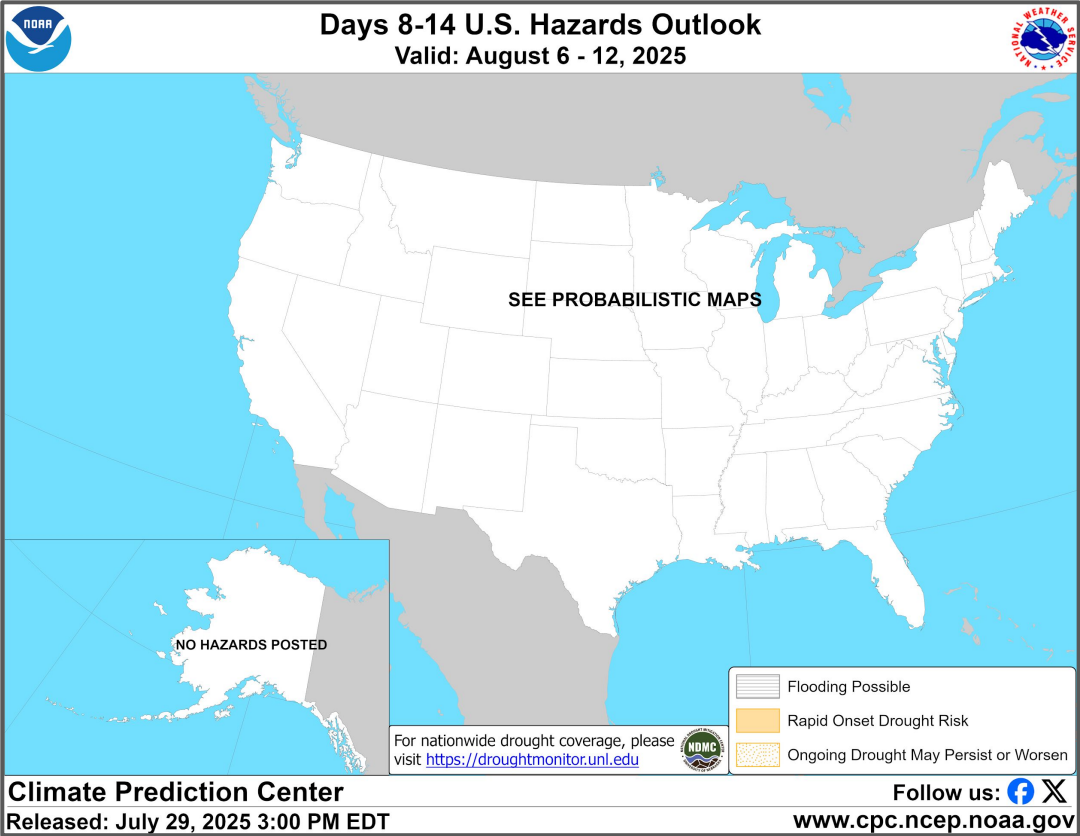 NOAA
Days 8-14 U.S. Hazards Outlook
Valid: August 6 - 12, 2025
NATIONAL WEATHER SERVICE
SEE PROBABILISTIC MAPS
NO HAZARDS POSTED
Flooding Possible
Rapid Onset Drought Risk
Ongoing Drought May Persist or Worsen
For nationwide drought coverage, please
visit https://droughtmonitor.unl.edu
NDMC
Climate Prediction Center
Follow us:
Released: July 29, 2025 3:00 PM EDT
www.cpc.ncep.noaa.gov